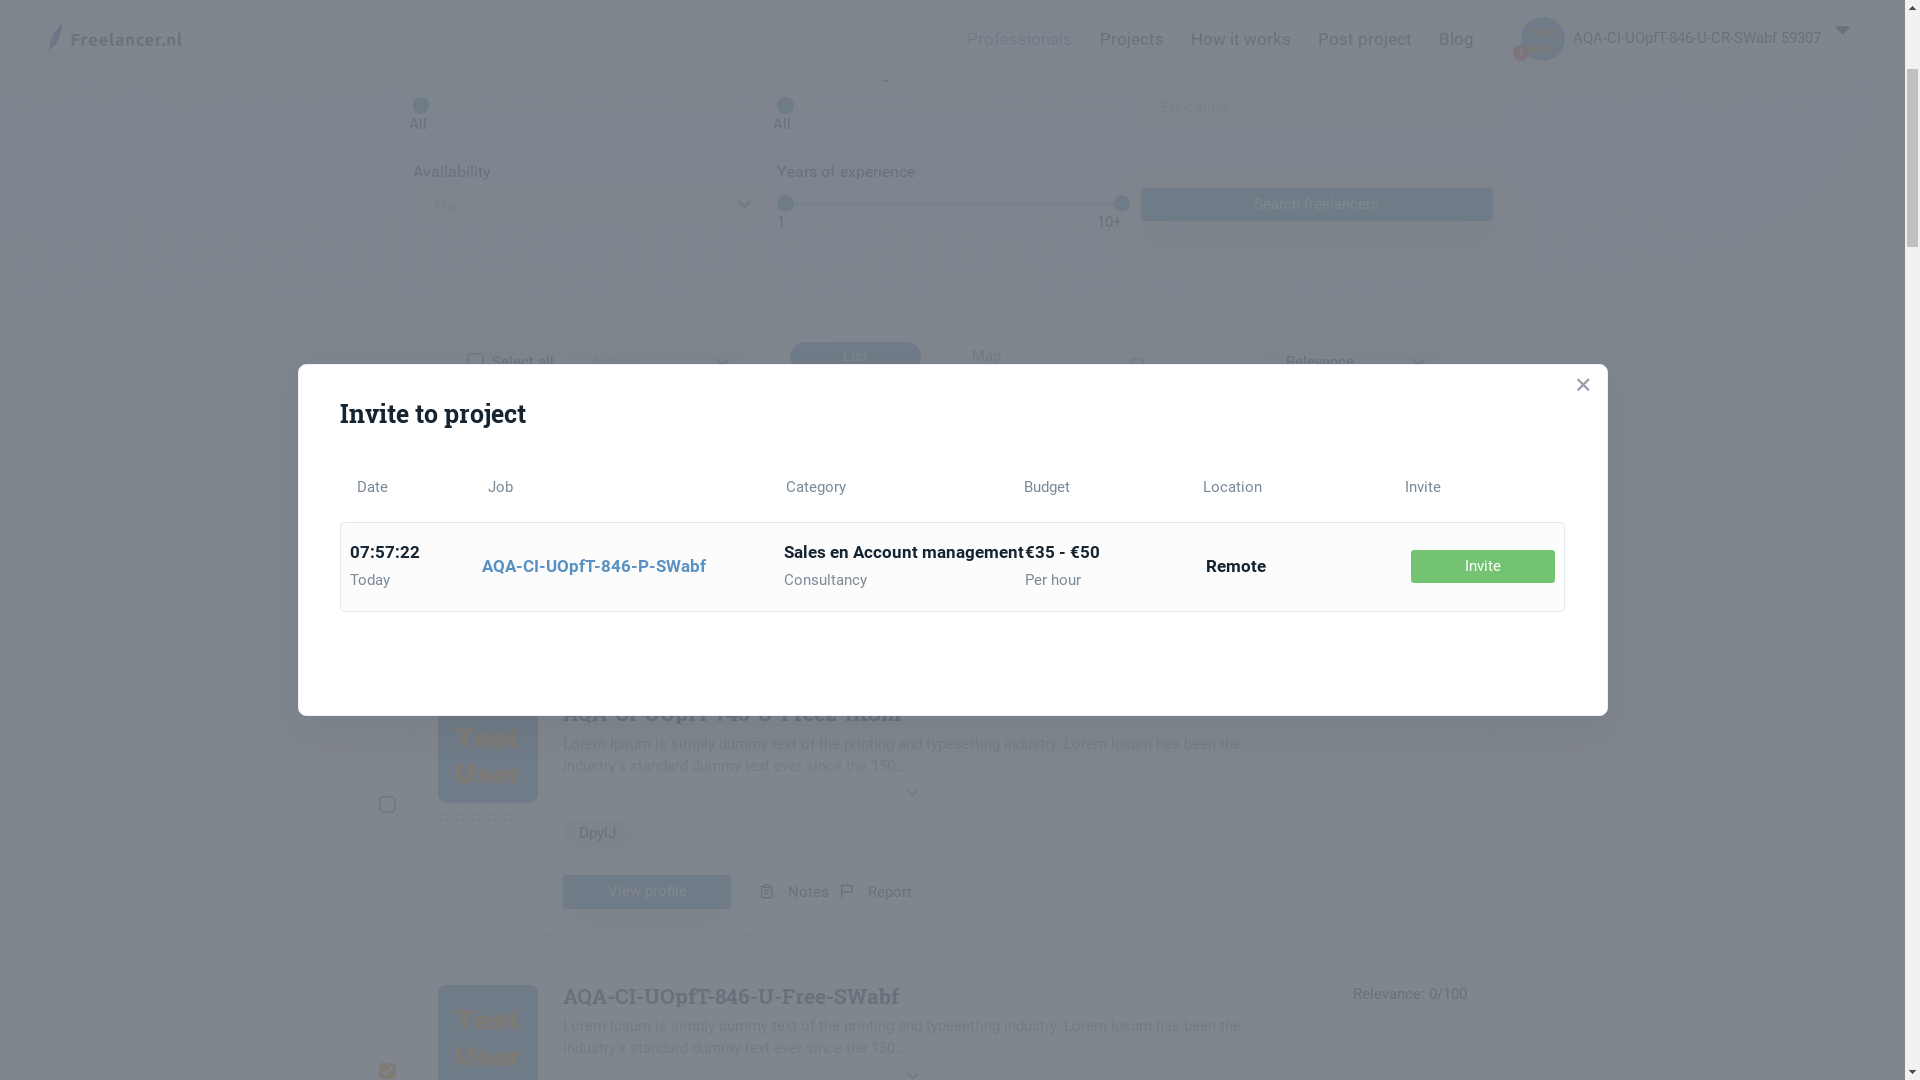 Freelancer.nl
Professionals
Projects
How it works
Post project
Blog
AQA-CI-UOpfT-846-U-CR-SWabf 59307
All
All
Education
Availability
Years of experience
Any
1
10+
Search freelancers
Select all
Action
List
Map
Relevance
Invite to project
Date
Job
Category
Budget
Location
Invite
07:57:22
Today
AQA-CI-UOpfT-846-P-SWabf
Sales en Account management
Consultancy
€35 - €50
Per hour
Remote
Invite
Lorem Ipsum is simply dummy text of the printing and typesetting industry. Lorem Ipsum has been the
industry's standard dummy text ever since the 150...
Test
User
Notes
Report
View profile
AQA-CI-UOpfT-846-U-Free-SWabf
Relevance: 0/100
Lorem Ipsum is simply dummy text of the printing and typesetting industry. Lorem Ipsum has been the
industry's standard dummy text ever since the 150...
Test
User